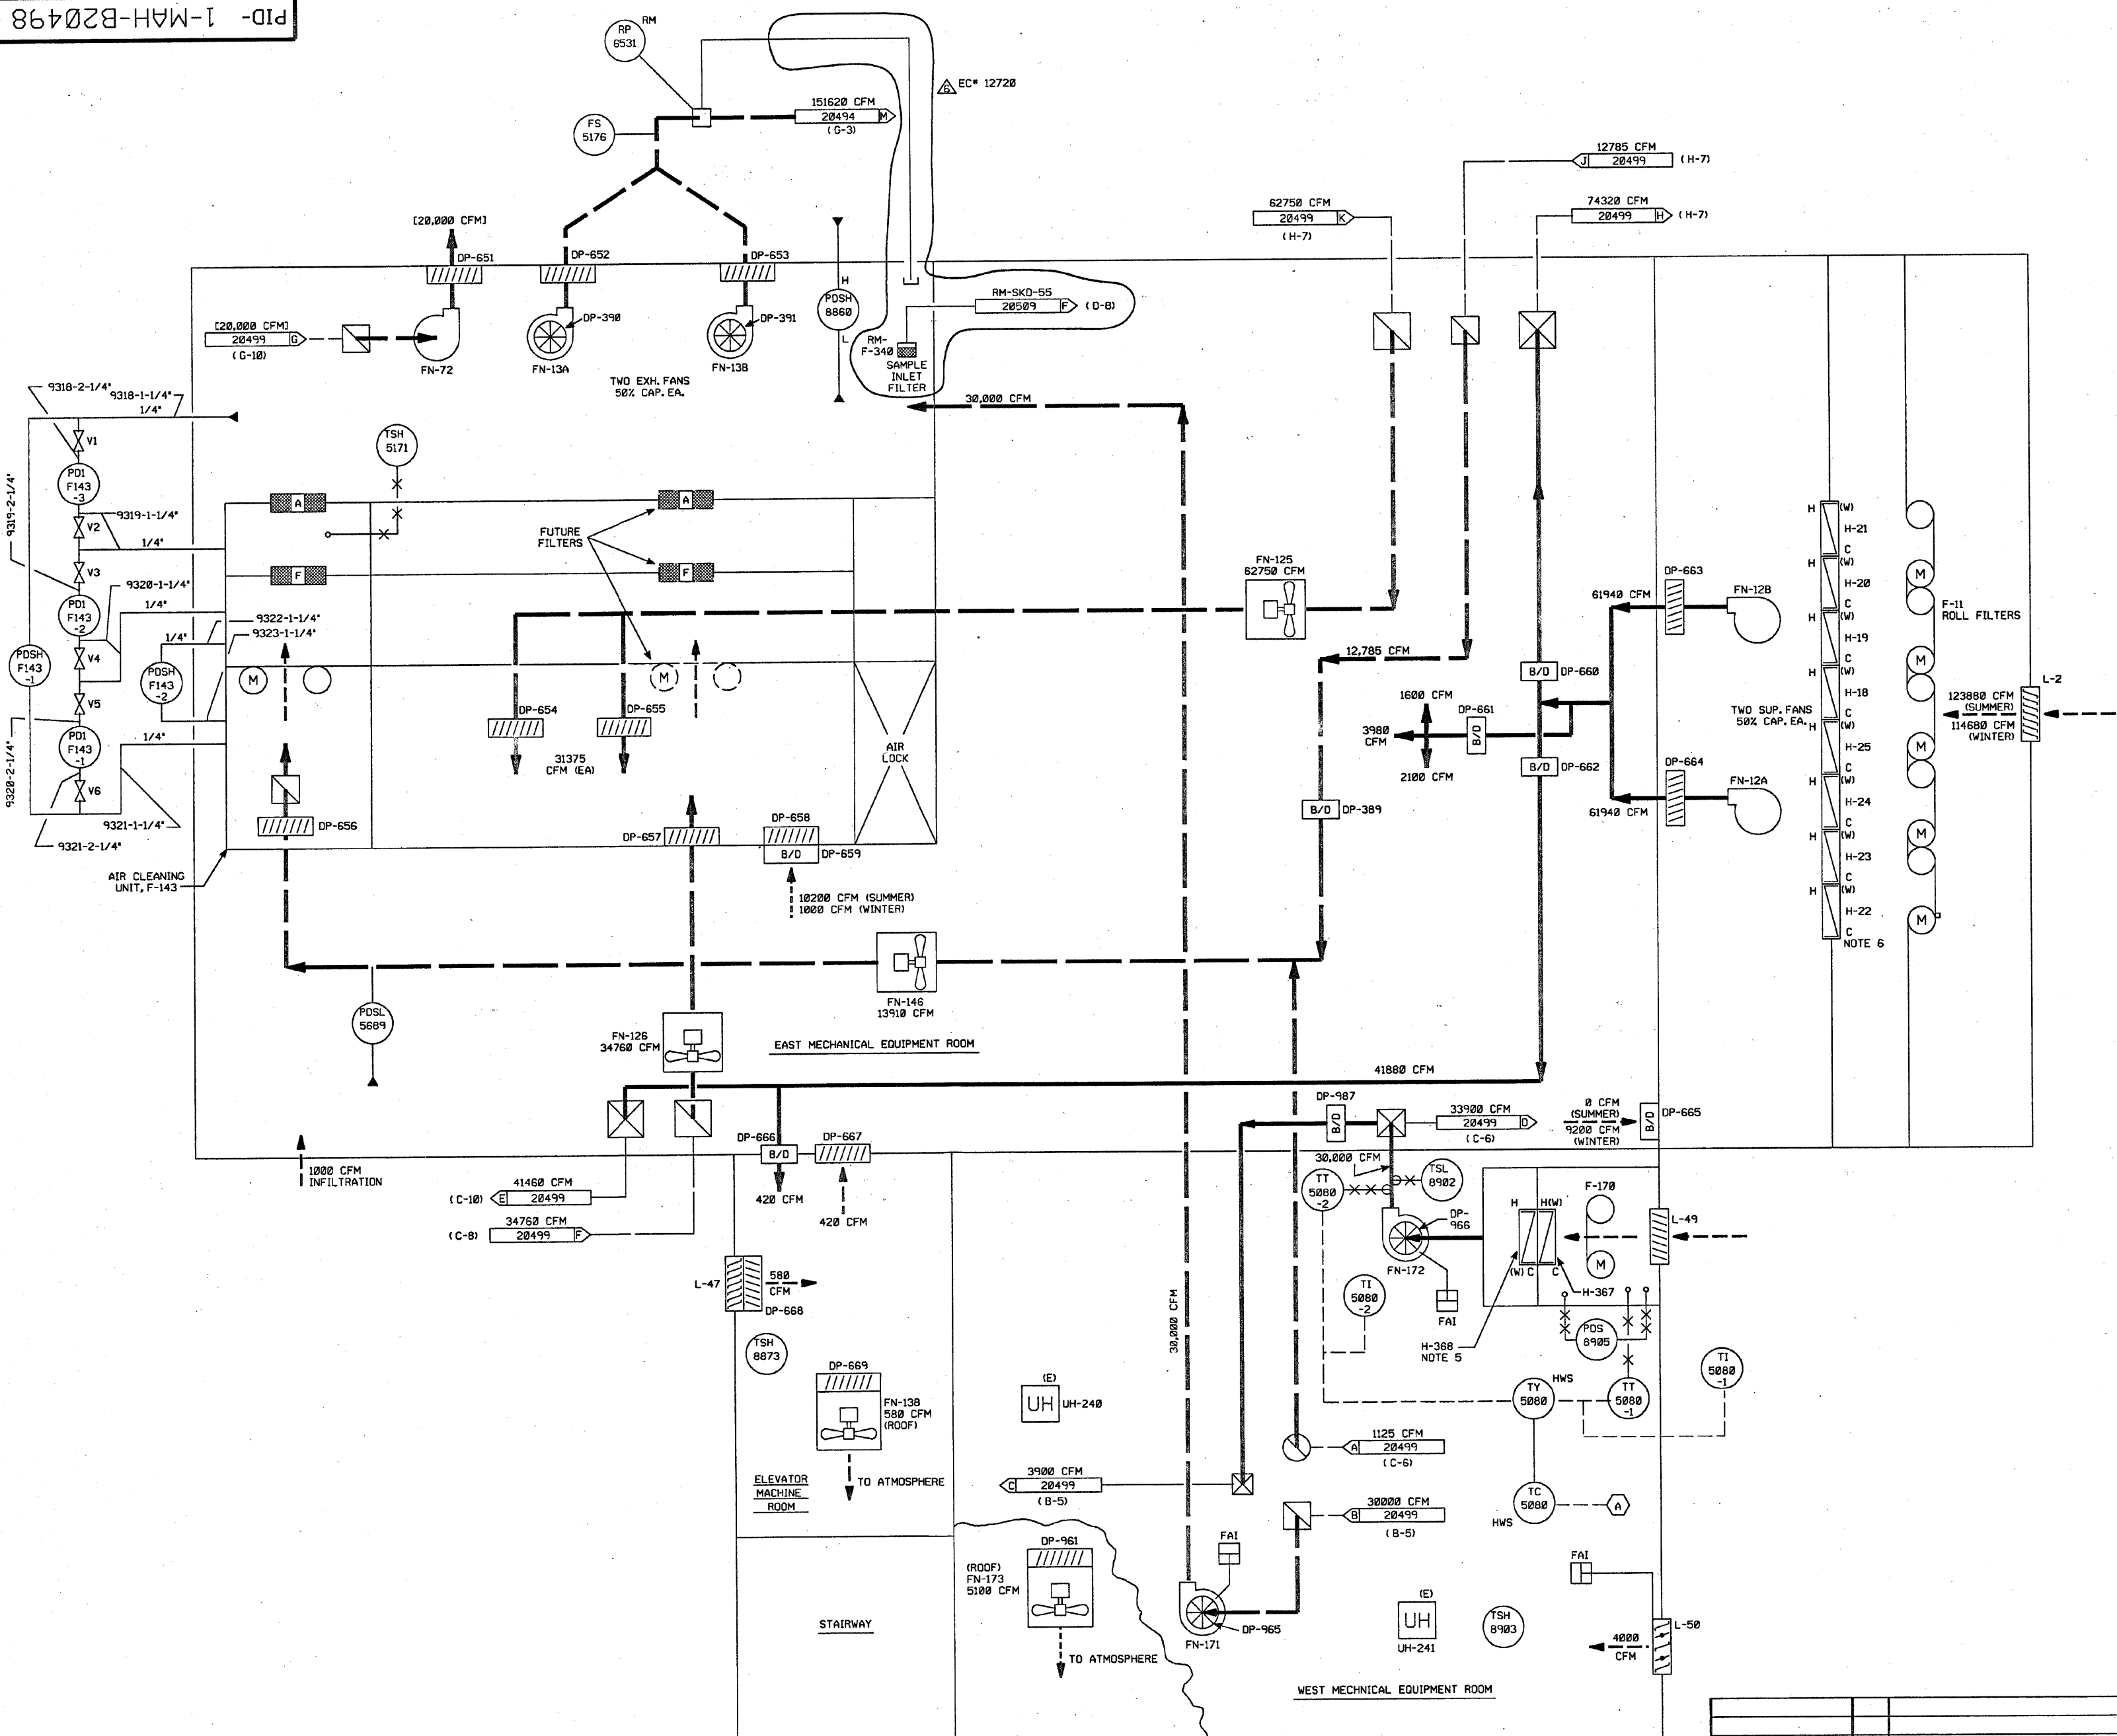 PID- 1-MAH-B20498
RP
6531
RM
EC# 12720
6
151620 CFM
20494 M
(G-3)
FS
5176
12785 CFM
J 20499 (H-7)
62750 CFM
20499 K
(H-7)
74320 CFM
20499 H (H-7)
[20,000 CFM]
DP-651
DP-652
DP-653
H
PDSH
8860
L
RM-SKD-55
20509 F (D-8)
[20,000 CFM]
20499 G
(G-10)
FN-72
DP-390
FN-13A
DP-391
FN-13B
TWO EXH. FANS
50% CAP. EA.
RM-
F-340
SAMPLE
INLET
FILTER
30,000 CFM
9318-2-1/4"
9318-1-1/4"
1/4"
V1
PD1
F143
-3
9319-2-1/4"
9319-1-1/4"
V2
1/4"
V3
9320-1-1/4"
PD1
F143
-2
1/4"
9322-1-1/4"
9323-1-1/4"
1/4"
V4
PDSH
F143
-1
PDSH
F143
-2
V5
9320-2-1/4"
PD1
F143
-1
1/4"
V6
9321-1-1/4"
9321-2-1/4"
AIR CLEANING
UNIT, F-143
TSH
5171
A
A
F
F
FUTURE
FILTERS
M
M
DP-654
DP-655
31375
CFM (EA)
AIR
LOCK
DP-656
DP-657
DP-658
B/D DP-659
10200 CFM (SUMMER)
1000 CFM (WINTER)
FN-125
62750 CFM
12,785 CFM
B/D DP-389
1600 CFM
DP-661
B/D
3980
CFM
2100 CFM
B/D DP-660
B/D DP-662
61940 CFM
DP-663
FN-12B
DP-664
FN-12A
61940 CFM
TWO SUP. FANS
50% CAP. EA.
H (W)
H-21
C
H (W)
H-20
C
H (W)
H-19
C
H (W)
H-18
C
H (W)
H-25
C
H (W)
H-24
C
H (W)
H-23
C
H (W)
H-22
C
NOTE 6
M
F-11
ROLL FILTERS
M
M
M
M
L-2
123880 CFM
(SUMMER)
114680 CFM
(WINTER)
FN-146
13910 CFM
PDSL
5689
FN-126
34760 CFM
EAST MECHANICAL EQUIPMENT ROOM
41880 CFM
DP-987
B/D
33900 CFM
20499 D
(C-6)
0 CFM
(SUMMER)
9200 CFM
(WINTER)
B/D
DP-665
1000 CFM
INFILTRATION
DP-666
B/D
DP-667
420 CFM
420 CFM
41460 CFM
(C-10) E 20499
34760 CFM
(C-8) 20499 F
30,000 CFM
TT
5080
-2
TSL
8902
DP-
966
FN-172
FAI
H H(W)
(W) C C
H-367
H-368
NOTE 5
F-170
M
L-49
L-47
580
CFM
DP-668
TSH
8873
DP-669
FN-138
580 CFM
(ROOF)
TO ATMOSPHERE
ELEVATOR
MACHINE
ROOM
TI
5080
-2
PDS
8905
TY
5080
HWS
TT
5080
-1
TI
5080
-1
TC
5080
HWS
A
30,000 CFM
(E)
UH UH-240
1125 CFM
A 20499
(C-6)
3900 CFM
C 20499
(B-5)
30000 CFM
B 20499
(B-5)
STAIRWAY
DP-961
(ROOF)
FN-173
5100 CFM
TO ATMOSPHERE
FAI
DP-965
FN-171
(E)
UH
UH-241
TSH
8903
FAI
L-50
4000
CFM
WEST MECHNICAL EQUIPMENT ROOM